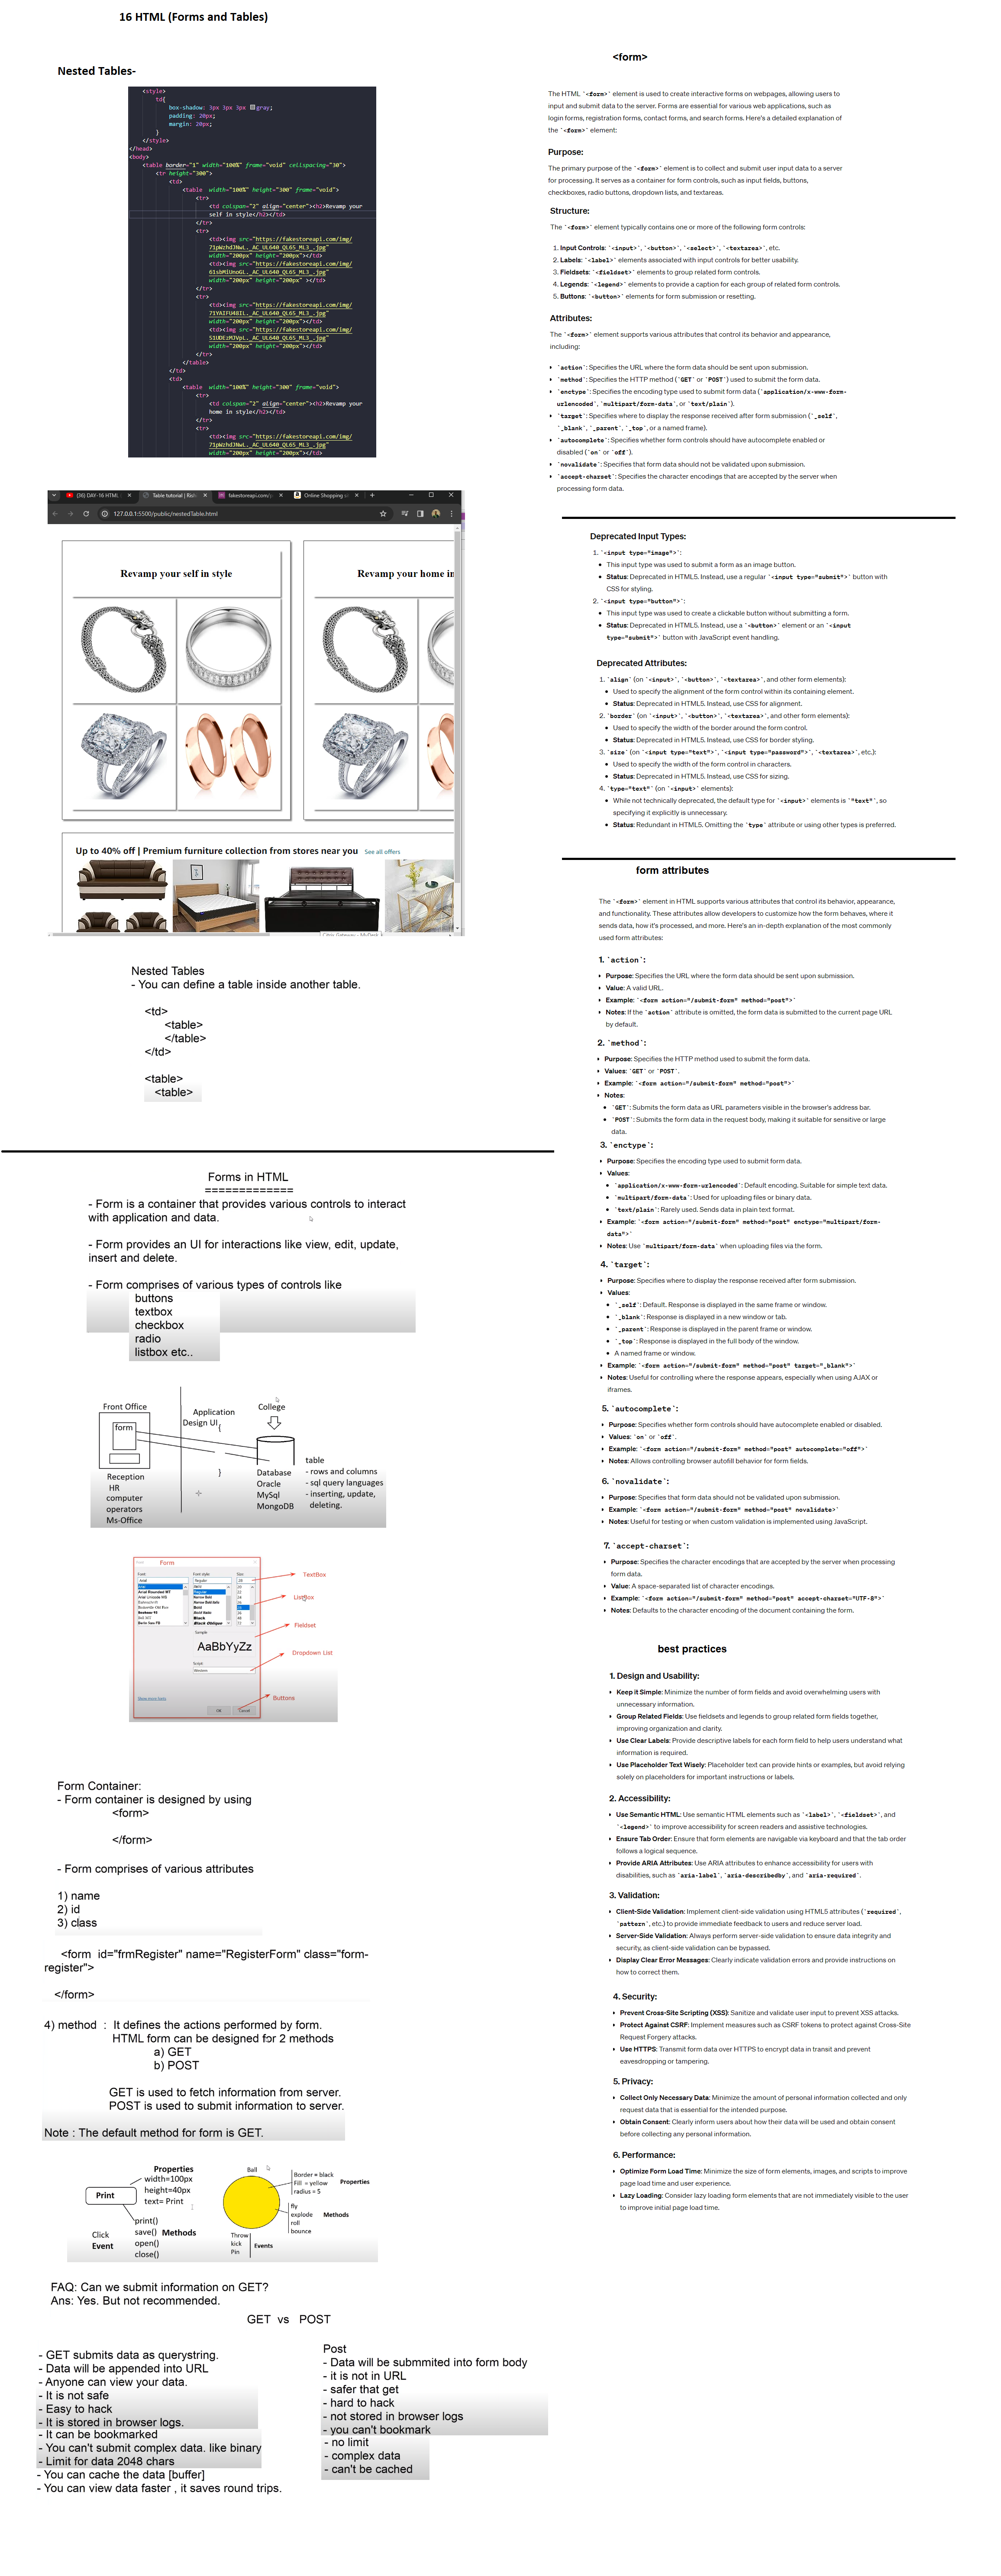 16 HTML (Forms and Tables)
Nested Tables-
<style>
td{
box-shadow: 3px 3px 3px gray;
padding: 20px;
margin: 20px;
}
</style>
</head>
<body>
<table border="1" width="100%" frame="void" cellspacing="30">
<tr height="300">
<td>
<table width="100%" height="300" frame="void">
<tr>
<td colspan="2" align="center"><h2>Revamp your
self in style</h2></td>
</tr>
<tr>
<td><img src="https://fakestoreapi.com/img/
71pWzhdJNwL._AC_UL640_QL65_ML3_.jpg"
width="200px" height="200px"></td>
<td><img src="https://fakestoreapi.com/img/
61sbMiUnoGL._AC_UL640_QL65_ML3_.jpg"
width="200px" height="200px" ></td>
</tr>
<tr>
<td><img src="https://fakestoreapi.com/img/
71YAIFU48IL._AC_UL640_QL65_ML3_.jpg"
width="200px" height="200px"></td>
<td><img src="https://fakestoreapi.com/img/
51UDEzMJVpL._AC_UL640_QL65_ML3_.jpg"
width="200px" height="200px"></td>
</tr>
</table>
</td>
<td>
<table width="100%" height="300" frame="void">
<tr>
<td colspan="2" align="center"><h2>Revamp your
home in style</h2></td>
</tr>
<tr>
<td><img src="https://fakestoreapi.com/img/
71pWzhdJNwL._AC_UL640_QL65_ML3_.jpg"
width="200px" height="200px"></td>
(36) DAY-16 HTML
Table tutorial | Rish
fakestoreapi.com/p
Online Shopping si
127.0.0.1:5500/public/nestedTable.html
Revamp your self in style
Revamp your home in
Up to 40% off | Premium furniture collection from stores near you See all offers
Nested Tables
- You can define a table inside another table.
<td>
<table>
</table>
</td>
<table>
<table>
Forms in HTML
=============
- Form is a container that provides various controls to interact
with application and data.
- Form provides an UI for interactions like view, edit, update,
insert and delete.
- Form comprises of various types of controls like
buttons
textbox
checkbox
radio
listbox etc..
Front Office
form
Reception
HR
computer
operators
Ms-Office
Application
Design UI
{
}
College
Database
Oracle
MySql
MongoDB
table
- rows and columns
- sql query languages
- inserting, update,
deleting.
Form
Font:
Font style:
Size:
Arial
Regular
Sample
AaBbYyZz
Script:
Western
Show more fonts
OK
Cancel
TextBox
ListBox
Fieldset
Dropdown List
Buttons
Form Container:
- Form container is designed by using
<form>
</form>
- Form comprises of various attributes
1) name
2) id
3) class
<form id="frmRegister" name="RegisterForm" class="form-
register">
</form>
4) method : It defines the actions performed by form.
HTML form can be designed for 2 methods
a) GET
b) POST
GET is used to fetch information from server.
POST is used to submit information to server.
Note : The default method for form is GET.
Properties
width=100px
height=40px
text= Print
Print
print()
save() Methods
open()
close()
Click
Event
Ball
Border = black
Fill = yellow
radius = 5
Properties
fly
explode
roll
bounce
Methods
Throw
kick
Pin
Events
FAQ: Can we submit information on GET?
Ans: Yes. But not recommended.
GET vs POST
- GET submits data as querystring.
- Data will be appended into URL
- Anyone can view your data.
- It is not safe
- Easy to hack
- It is stored in browser logs.
- It can be bookmarked
- You can't submit complex data. like binary
- Limit for data 2048 chars
- You can cache the data [buffer]
- You can view data faster , it saves round trips.
Post
- Data will be submmited into form body
- it is not in URL
- safer that get
- hard to hack
- not stored in browser logs
- you can't bookmark
- no limit
- complex data
- can't be cached
<form>
The HTML `<form>` element is used to create interactive forms on webpages, allowing users to
input and submit data to the server. Forms are essential for various web applications, such as
login forms, registration forms, contact forms, and search forms. Here's a detailed explanation of
the `<form>` element:
Purpose:
The primary purpose of the `<form>` element is to collect and submit user input data to a server
for processing. It serves as a container for form controls, such as input fields, buttons,
checkboxes, radio buttons, dropdown lists, and textareas.
Structure:
The `<form>` element typically contains one or more of the following form controls:
1. Input Controls: `<input>`, `<button>`, `<select>`, `<textarea>`, etc.
2. Labels: `<label>` elements associated with input controls for better usability.
3. Fieldsets: `<fieldset>` elements to group related form controls.
4. Legends: `<legend>` elements to provide a caption for each group of related form controls.
5. Buttons: `<button>` elements for form submission or resetting.
Attributes:
The `<form>` element supports various attributes that control its behavior and appearance,
including:
• `action`: Specifies the URL where the form data should be sent upon submission.
• `method`: Specifies the HTTP method (`GET` or `POST`) used to submit the form data.
• `enctype`: Specifies the encoding type used to submit form data (`application/x-www-form-
urlencoded`, `multipart/form-data`, or `text/plain`).
• `target`: Specifies where to display the response received after form submission (`_self`,
`_blank`, `_parent`, `_top`, or a named frame).
• `autocomplete`: Specifies whether form controls should have autocomplete enabled or
disabled (`on` or `off`).
• `novalidate`: Specifies that form data should not be validated upon submission.
• `accept-charset`: Specifies the character encodings that are accepted by the server when
processing form data.
Deprecated Input Types:
1. `<input type="image">`:
• This input type was used to submit a form as an image button.
• Status: Deprecated in HTML5. Instead, use a regular `<input type="submit">` button with
CSS for styling.
2. `<input type="button">`:
• This input type was used to create a clickable button without submitting a form.
• Status: Deprecated in HTML5. Instead, use a `<button>` element or an `<input
type="submit">` button with JavaScript event handling.
Deprecated Attributes:
1. `align` (on `<input>`, `<button>`, `<textarea>`, and other form elements):
• Used to specify the alignment of the form control within its containing element.
• Status: Deprecated in HTML5. Instead, use CSS for alignment.
2. `border` (on `<input>`, `<button>`, `<textarea>`, and other form elements):
• Used to specify the width of the border around the form control.
• Status: Deprecated in HTML5. Instead, use CSS for border styling.
3. `size` (on `<input type="text">`, `<input type="password">`, `<textarea>`, etc.):
• Used to specify the width of the form control in characters.
• Status: Deprecated in HTML5. Instead, use CSS for sizing.
4. `type="text"` (on `<input>` elements):
• While not technically deprecated, the default type for `<input>` elements is `"text"`, so
specifying it explicitly is unnecessary.
• Status: Redundant in HTML5. Omitting the `type` attribute or using other types is preferred.
form attributes
The `<form>` element in HTML supports various attributes that control its behavior, appearance,
and functionality. These attributes allow developers to customize how the form behaves, where it
sends data, how it's processed, and more. Here's an in-depth explanation of the most commonly
used form attributes:
1. `action`:
• Purpose: Specifies the URL where the form data should be sent upon submission.
• Value: A valid URL.
• Example: `<form action="/submit-form" method="post">`
• Notes: If the `action` attribute is omitted, the form data is submitted to the current page URL
by default.
2. `method`:
• Purpose: Specifies the HTTP method used to submit the form data.
• Values: `GET` or `POST`.
• Example: `<form action="/submit-form" method="post">`
• Notes:
• `GET`: Submits the form data as URL parameters visible in the browser's address bar.
• `POST`: Submits the form data in the request body, making it suitable for sensitive or large
data.
3. `enctype`:
• Purpose: Specifies the encoding type used to submit form data.
• Values:
• `application/x-www-form-urlencoded`: Default encoding. Suitable for simple text data.
• `multipart/form-data`: Used for uploading files or binary data.
• `text/plain`: Rarely used. Sends data in plain text format.
• Example: `<form action="/submit-form" method="post" enctype="multipart/form-
data">`
• Notes: Use `multipart/form-data` when uploading files via the form.
4. `target`:
• Purpose: Specifies where to display the response received after form submission.
• Values:
• `_self`: Default. Response is displayed in the same frame or window.
• `_blank`: Response is displayed in a new window or tab.
• `_parent`: Response is displayed in the parent frame or window.
• `_top`: Response is displayed in the full body of the window.
• A named frame or window.
• Example: `<form action="/submit-form" method="post" target="_blank">`
• Notes: Useful for controlling where the response appears, especially when using AJAX or
iframes.
5. `autocomplete`:
• Purpose: Specifies whether form controls should have autocomplete enabled or disabled.
• Values: `on` or `off`.
• Example: `<form action="/submit-form" method="post" autocomplete="off">`
• Notes: Allows controlling browser autofill behavior for form fields.
6. `novalidate`:
• Purpose: Specifies that form data should not be validated upon submission.
• Example: `<form action="/submit-form" method="post" novalidate>`
• Notes: Useful for testing or when custom validation is implemented using JavaScript.
7. `accept-charset`:
• Purpose: Specifies the character encodings that are accepted by the server when processing
form data.
• Value: A space-separated list of character encodings.
• Example: `<form action="/submit-form" method="post" accept-charset="UTF-8">`
• Notes: Defaults to the character encoding of the document containing the form.
best practices
1. Design and Usability:
• Keep it Simple: Minimize the number of form fields and avoid overwhelming users with
unnecessary information.
• Group Related Fields: Use fieldsets and legends to group related form fields together,
improving organization and clarity.
• Use Clear Labels: Provide descriptive labels for each form field to help users understand what
information is required.
• Use Placeholder Text Wisely: Placeholder text can provide hints or examples, but avoid relying
solely on placeholders for important instructions or labels.
2. Accessibility:
• Use Semantic HTML: Use semantic HTML elements such as `<label>`, `<fieldset>`, and
`<legend>` to improve accessibility for screen readers and assistive technologies.
• Ensure Tab Order: Ensure that form elements are navigable via keyboard and that the tab order
follows a logical sequence.
• Provide ARIA Attributes: Use ARIA attributes to enhance accessibility for users with
disabilities, such as `aria-label`, `aria-describedby`, and `aria-required`.
3. Validation:
• Client-Side Validation: Implement client-side validation using HTML5 attributes (`required`,
`pattern`, etc.) to provide immediate feedback to users and reduce server load.
• Server-Side Validation: Always perform server-side validation to ensure data integrity and
security, as client-side validation can be bypassed.
• Display Clear Error Messages: Clearly indicate validation errors and provide instructions on
how to correct them.
4. Security:
• Prevent Cross-Site Scripting (XSS): Sanitize and validate user input to prevent XSS attacks.
• Protect Against CSRF: Implement measures such as CSRF tokens to protect against Cross-Site
Request Forgery attacks.
• Use HTTPS: Transmit form data over HTTPS to encrypt data in transit and prevent
eavesdropping or tampering.
5. Privacy:
• Collect Only Necessary Data: Minimize the amount of personal information collected and only
request data that is essential for the intended purpose.
• Obtain Consent: Clearly inform users about how their data will be used and obtain consent
before collecting any personal information.
6. Performance:
• Optimize Form Load Time: Minimize the size of form elements, images, and scripts to improve
page load time and user experience.
• Lazy Loading: Consider lazy loading form elements that are not immediately visible to the user
to improve initial page load time.